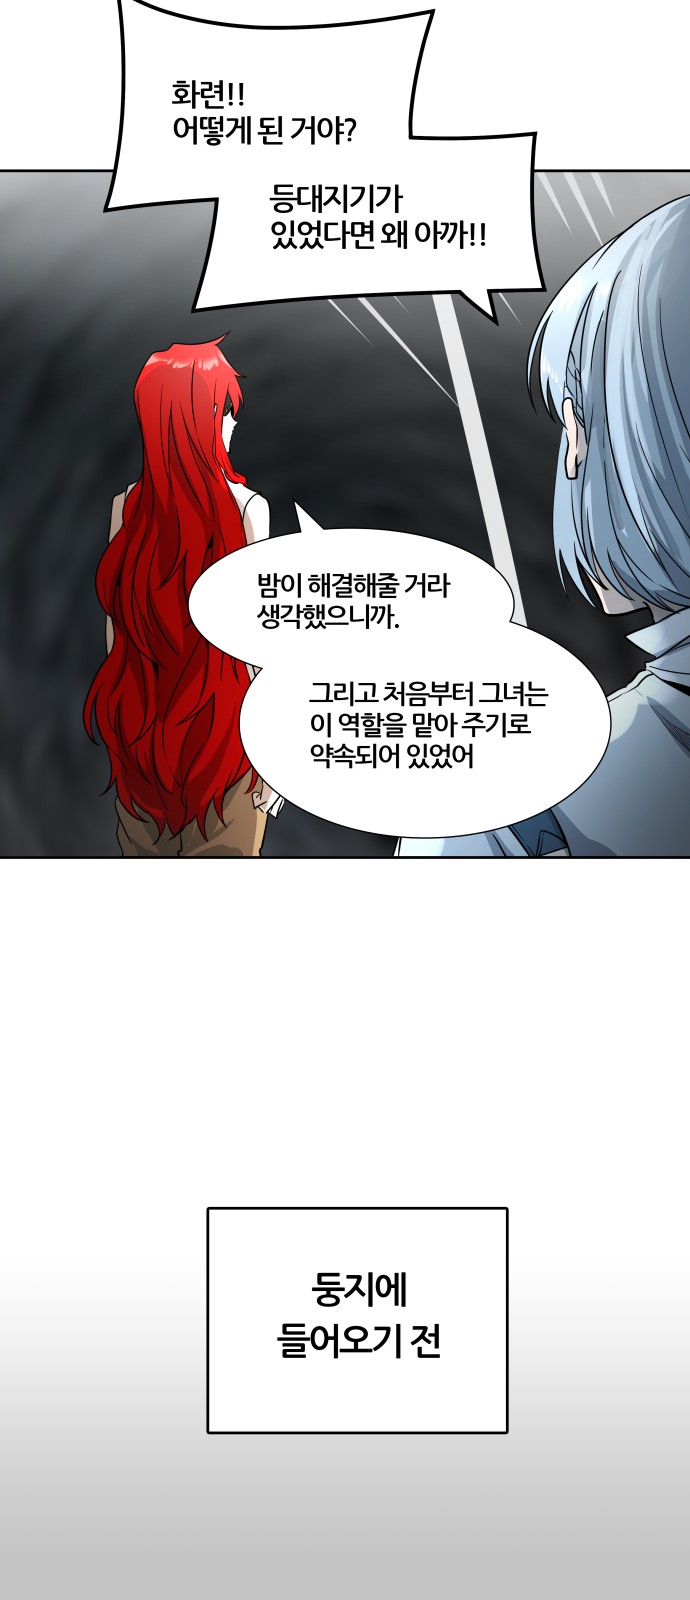 화련!!
어떻게 된 거야?
등대지기가
있었다면 왜 아까!!
밤이 해결해줄 거라
생각했으니까.
그리고 처음부터 그녀는
이 역할을 맡아 주기로
약속되어 있었어
둥지에
들어오기 전